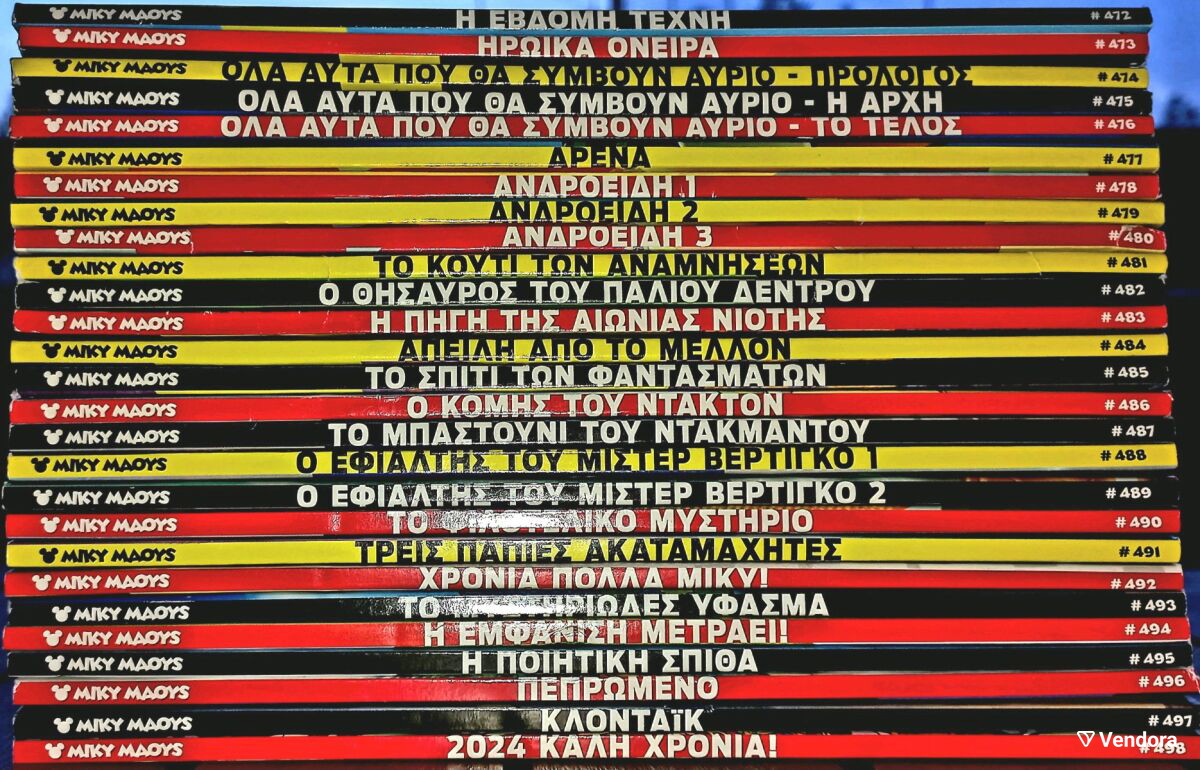 ΜΙΚΥ ΜΑΟΥΣ Η ΕΒΔΟΜΗ ΤΕΧΝΗ #472
ΜΙΚΥ ΜΑΟΥΣ ΗΡΩΙΚΑ ΟΝΕΙΡΑ #473
ΜΙΚΥ ΜΑΟΥΣ ΟΛΑ ΑΥΤΑ ΠΟΥ ΘΑ ΣΥΜΒΟΥΝ ΑΥΡΙΟ - ΠΡΟΛΟΓΟΣ #474
ΜΙΚΥ ΜΑΟΥΣ ΟΛΑ ΑΥΤΑ ΠΟΥ ΘΑ ΣΥΜΒΟΥΝ ΑΥΡΙΟ - Η ΑΡΧΗ #475
ΜΙΚΥ ΜΑΟΥΣ ΟΛΑ ΑΥΤΑ ΠΟΥ ΘΑ ΣΥΜΒΟΥΝ ΑΥΡΙΟ - ΤΟ ΤΕΛΟΣ #476
ΜΙΚΥ ΜΑΟΥΣ ΑΡΕΝΑ #477
ΜΙΚΥ ΜΑΟΥΣ ΑΝΔΡΟΕΙΔΗ 1 #478
ΜΙΚΥ ΜΑΟΥΣ ΑΝΔΡΟΕΙΔΗ 2 #479
ΜΙΚΥ ΜΑΟΥΣ ΑΝΔΡΟΕΙΔΗ 3 #480
ΜΙΚΥ ΜΑΟΥΣ ΤΟ ΚΟΥΤΙ ΤΩΝ ΑΝΑΜΝΗΣΕΩΝ #481
ΜΙΚΥ ΜΑΟΥΣ Ο ΘΗΣΑΥΡΟΣ ΤΟΥ ΠΑΛΙΟΥ ΔΕΝΤΡΟΥ #482
ΜΙΚΥ ΜΑΟΥΣ Η ΠΗΓΗ ΤΗΣ ΑΙΩΝΙΑΣ ΝΙΟΤΗΣ #483
ΜΙΚΥ ΜΑΟΥΣ ΑΠΕΙΛΗ ΑΠΟ ΤΟ ΜΕΛΛΟΝ #484
ΜΙΚΥ ΜΑΟΥΣ ΤΟ ΣΠΙΤΙ ΤΩΝ ΦΑΝΤΑΣΜΑΤΩΝ #485
ΜΙΚΥ ΜΑΟΥΣ Ο ΚΟΜΗΣ ΤΟΥ ΝΤΑΚΤΟΝ #486
ΜΙΚΥ ΜΑΟΥΣ ΤΟ ΜΠΑΣΤΟΥΝΙ ΤΟΥ ΝΤΑΚΜΑΝΤΟΥ #487
ΜΙΚΥ ΜΑΟΥΣ Ο ΕΦΙΑΛΤΗΣ ΤΟΥ ΜΙΣΤΕΡ ΒΕΡΤΙΓΚΟ 1 #488
ΜΙΚΥ ΜΑΟΥΣ Ο ΕΦΙΑΛΤΗΣ ΤΟΥ ΜΙΣΤΕΡ ΒΕΡΤΙΓΚΟ 2 #489
ΜΙΚΥ ΜΑΟΥΣ ΤΟ ΜΥΣΤΗΡΙΟ #490
ΜΙΚΥ ΜΑΟΥΣ ΤΡΕΙΣ ΠΑΠΙΕΣ ΑΚΑΤΑΜΑΧΗΤΕΣ #491
ΜΙΚΥ ΜΑΟΥΣ ΧΡΟΝΙΑ ΠΟΛΛΑ ΜΙΚΥ! #492
ΜΙΚΥ ΜΑΟΥΣ ΤΟ ΜΥΣΤΗΡΙΩΔΕΣ ΥΦΑΣΜΑ #493
ΜΙΚΥ ΜΑΟΥΣ Η ΕΜΦΑΝΙΣΗ ΜΕΤΡΑΕΙ! #494
ΜΙΚΥ ΜΑΟΥΣ Η ΠΟΙΗΤΙΚΗ ΣΠΙΘΑ #495
ΜΙΚΥ ΜΑΟΥΣ ΠΕΠΡΩΜΕΝΟ #496
ΜΙΚΥ ΜΑΟΥΣ ΚΛΟΝΤΑΪΚ #497
ΜΙΚΥ ΜΑΟΥΣ 2024 ΚΑΛΗ ΧΡΟΝΙΑ! #498
Vendora